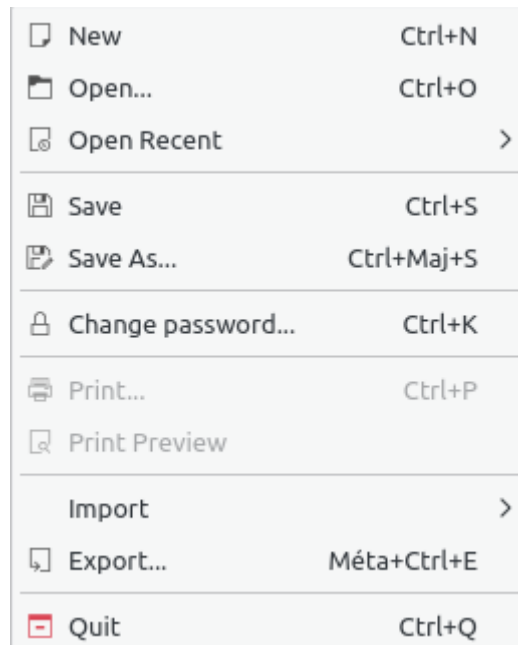 New Ctrl+N
Open... Ctrl+O
Open Recent
Save Ctrl+S
Save As... Ctrl+Maj+S
Change password... Ctrl+K
Print... Ctrl+P
Print Preview
Import
Export... Méta+Ctrl+E
Quit Ctrl+Q